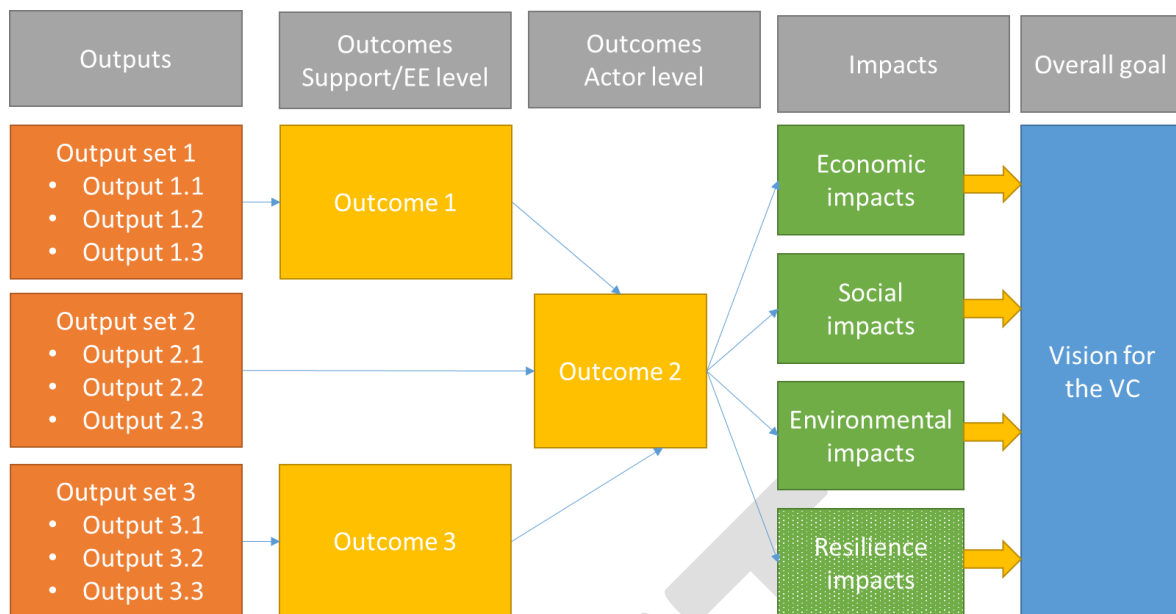 Outputs
Outcomes
Support/EE level
Outcomes
Actor level
Impacts
Overall goal
Output set 1
• Output 1.1
• Output 1.2
• Output 1.3
Outcome 1
Economic
impacts
Output set 2
• Output 2.1
• Output 2.2
• Output 2.3
Outcome 2
Social
impacts
Vision for
the VC
Environmental
impacts
Output set 3
• Output 3.1
• Output 3.2
• Output 3.3
Outcome 3
Resilience
impacts